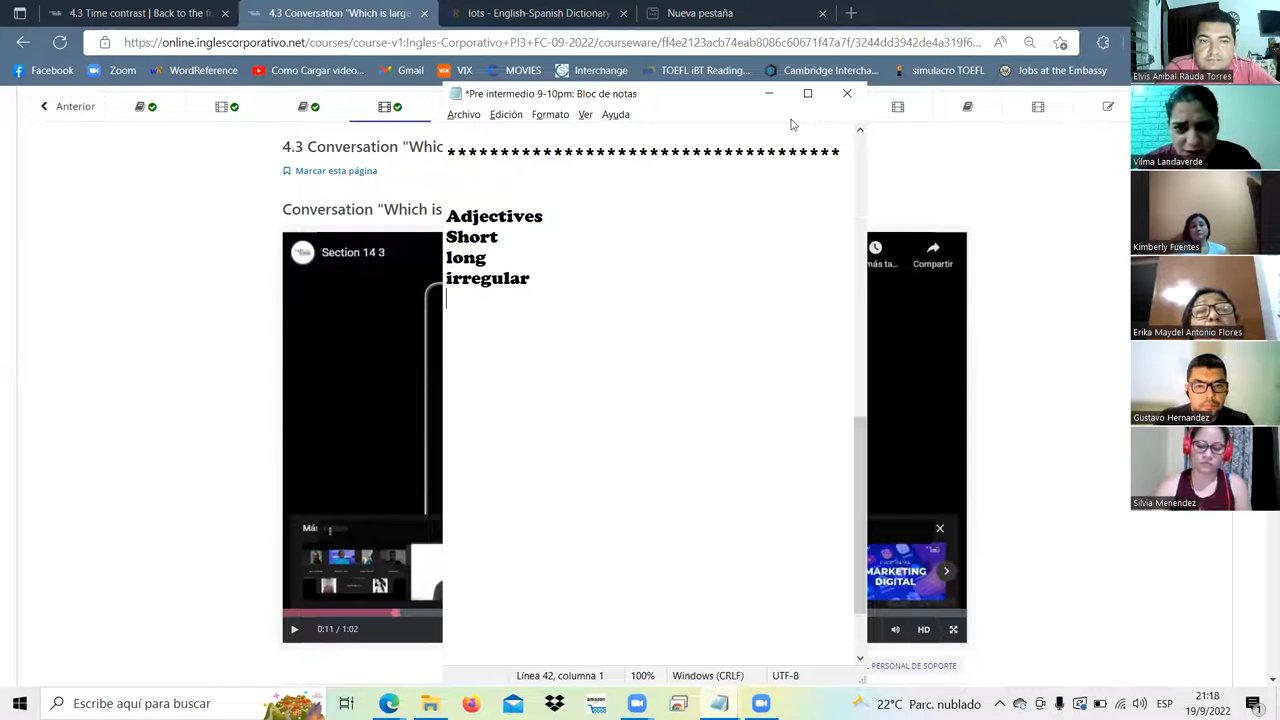 4.3 Time contrast | Back to the f
4.3 Conversation "Which is large
lots - English-Spanish Dictionary
Nueva pestaña
https://online.inglescorporativo.net/courses/course-v1:Ingles-Corporativo+PI3+FC-09-2022/courseware/ff4e2123acb74eab8086c60671f47a7f/3244dd3942de4a319f6...
Facebook
Zoom
WordReference
Como Cargar video...
Gmail
VIX
MOVIES
Interchange
TOEFL iBT Reading...
Cambridge Intercha...
simulacro TOEFL
Jobs at the Embassy
Anterior
*Pre intermedio 9-10pm: Bloc de notas
Archivo Edición Formato Ver Ayuda
4.3 Conversation "Whic
Marcar esta página
Conversation "Which is
Section 14 3
más ta...
Compartir
Adjectives
Short
long
irregular
MARKETING
DIGITAL
0:11 / 1:02
HD
PERSONAL DE SOPORTE
Línea 42, columna 1
100%
Windows (CRLF)
UTF-8
Escribe aquí para buscar
amazon
22°C Parc. nublado
ESP
21:18
19/9/2022
1
Elvis Anibal Rauda Torres
Vilma Landaverde
Kimberly Fuentes
Erika Maydel Antonio Flores
Gustavo Hernandez
Silvia Menendez